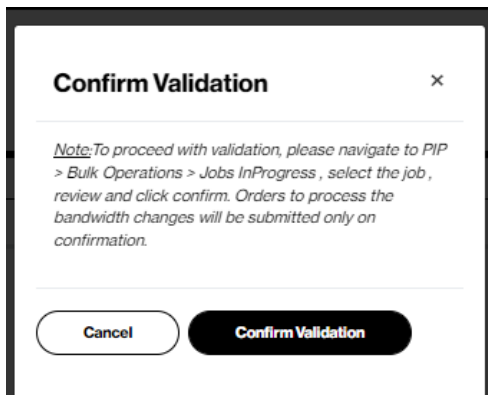 Confirm Validation
×
Note:To proceed with validation, please navigate to PIP
> Bulk Operations > Jobs InProgress , select the job ,
review and click confirm. Orders to process the
bandwidth changes will be submitted only on
confirmation.
Cancel
Confirm Validation